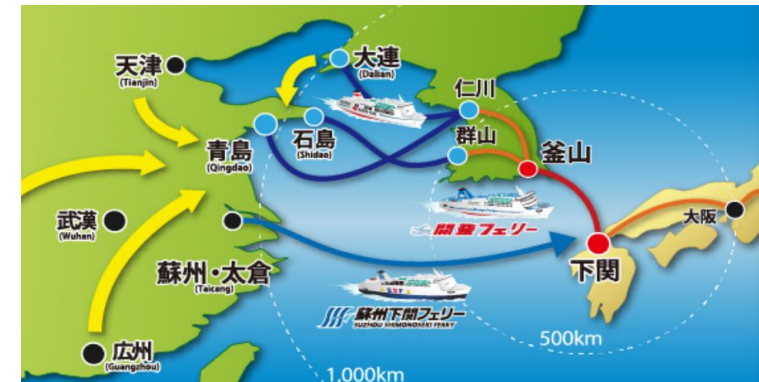 大連
(Dalian)
天津
(Tianjin)
仁川
石島
(Shidao)
群山
青島
(Qingdao)
釜山
武漢
(Wuhan)
関釜フェリー
大阪
蘇州・太倉
(Taicang)
下関
蘇州下関フェリー
SUZHOU SHIMONOSEKI FERRY
500km
広州
(Guangzhou)
1,000km